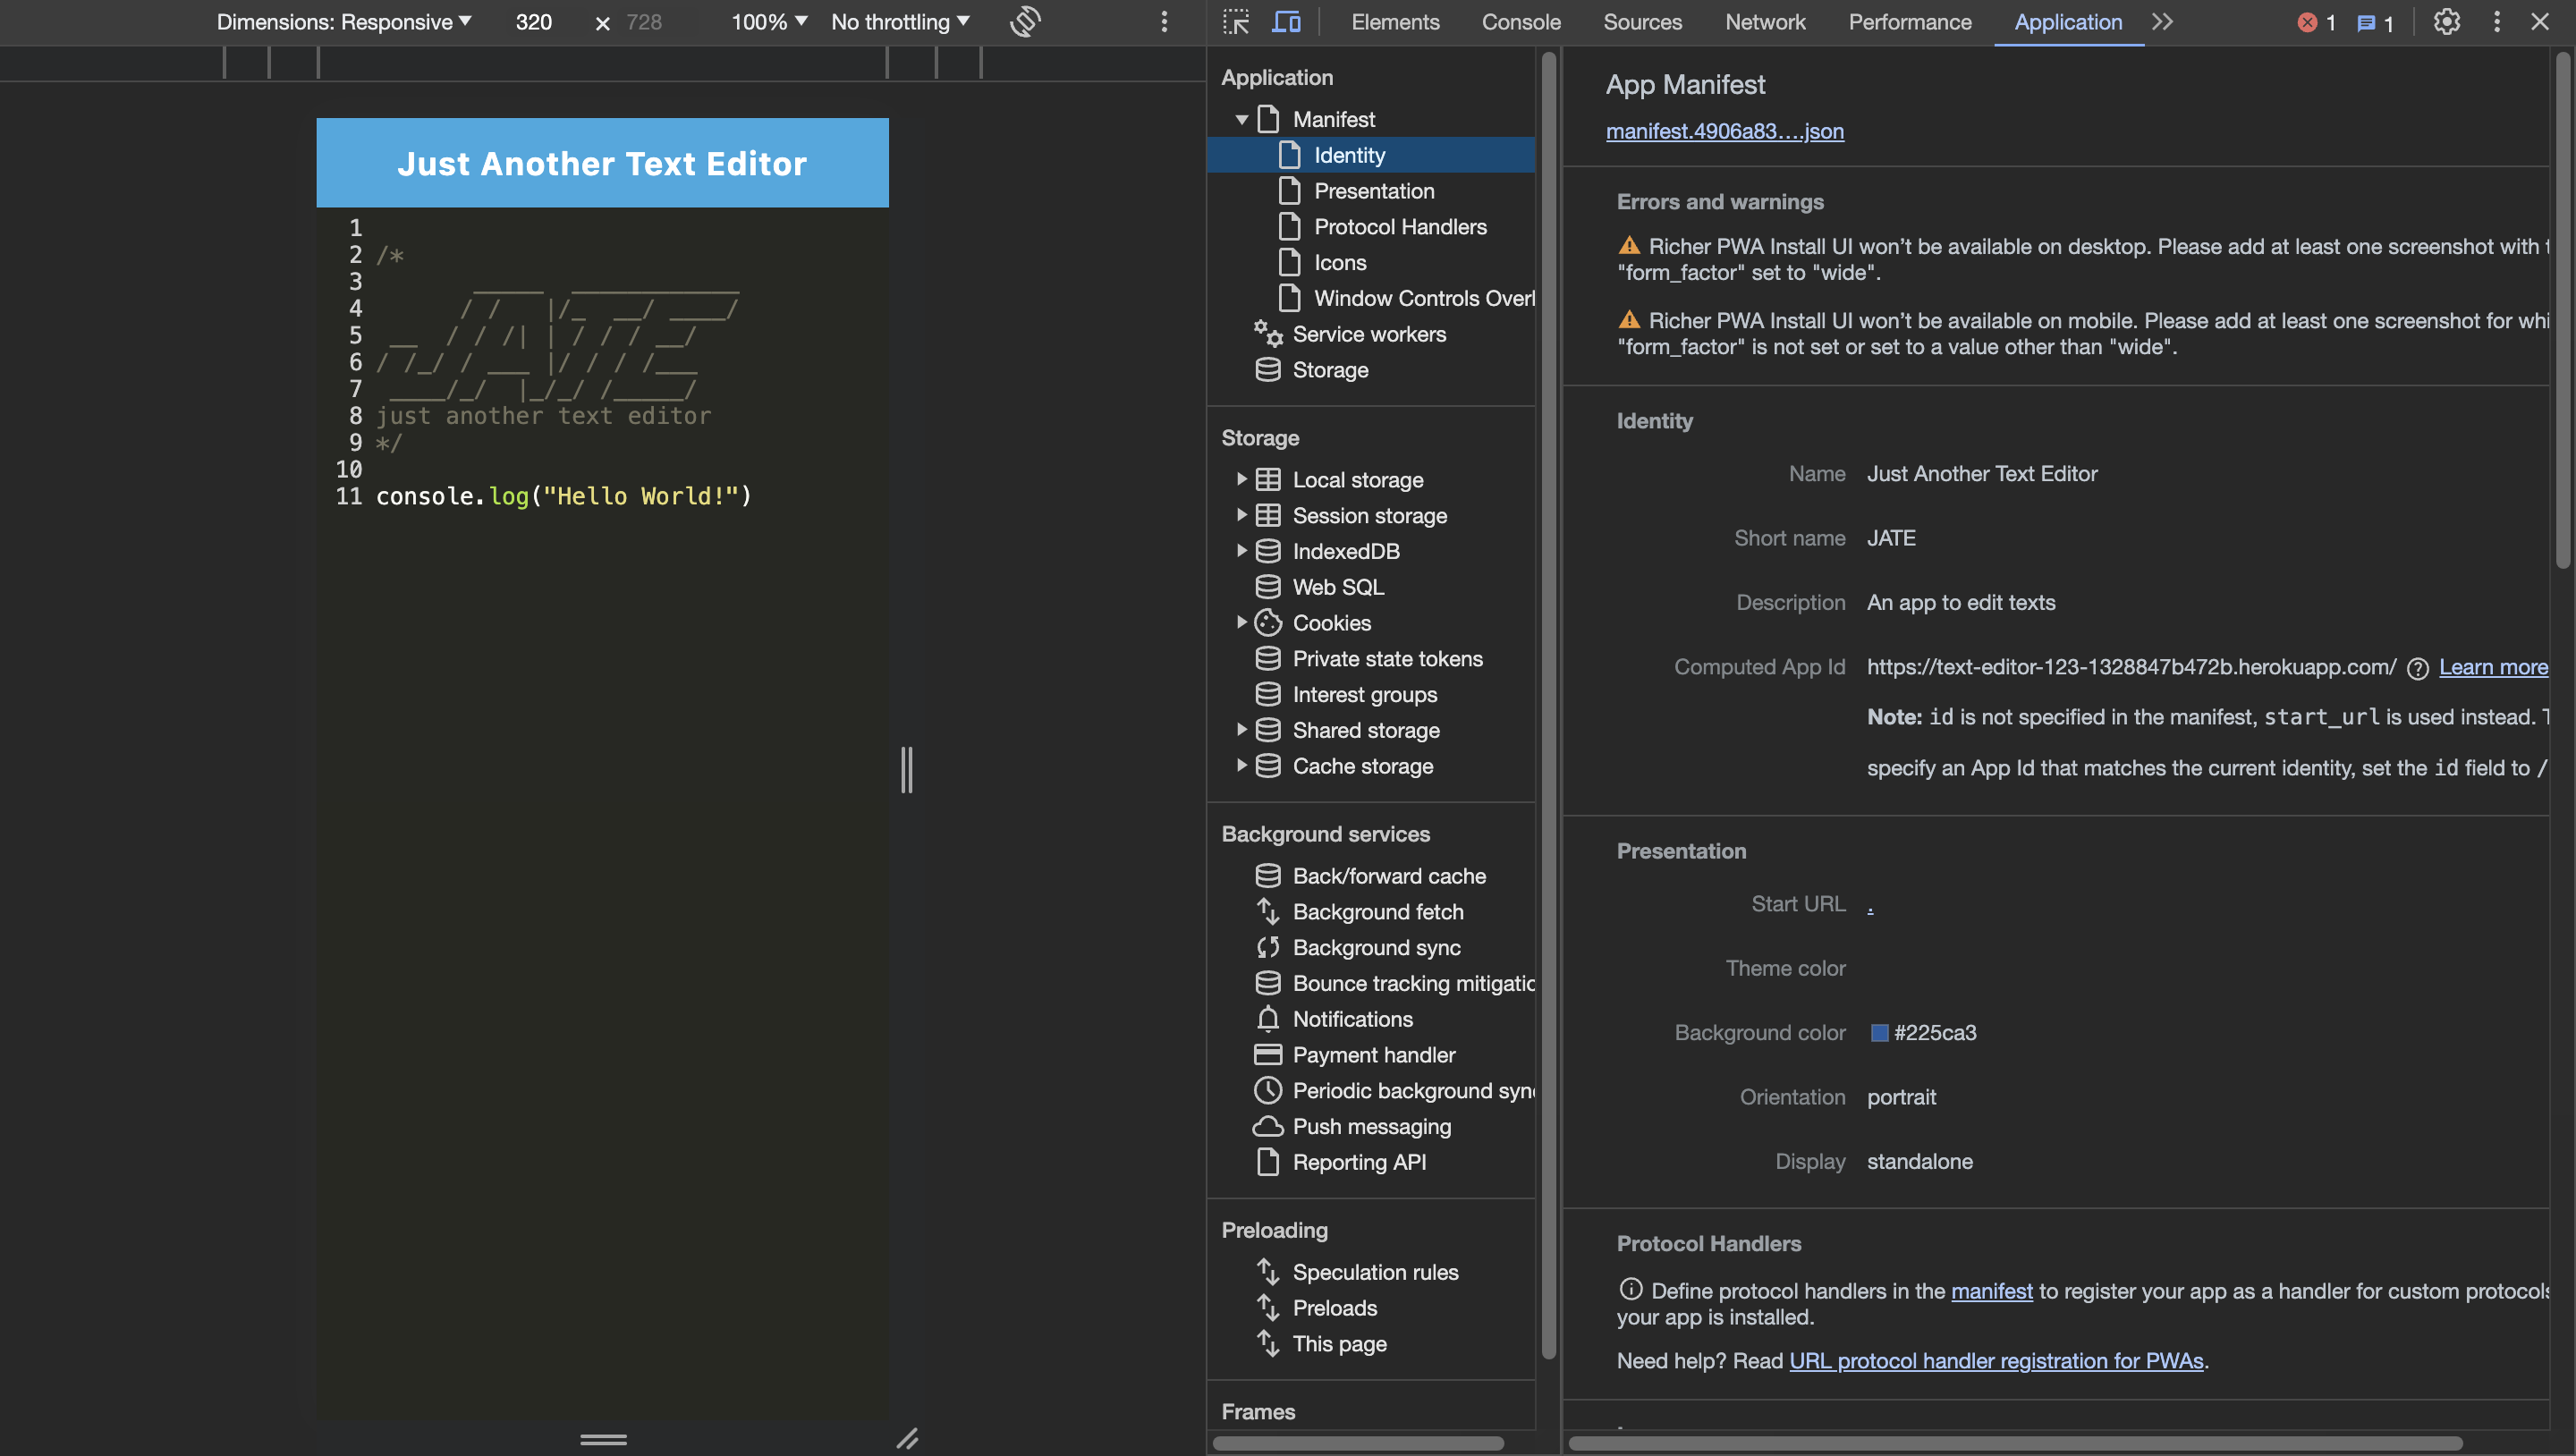 Dimensions: Responsive 320 × 728 100% No throttling
Just Another Text Editor
1
2 /*
3 _____  ____________
4 / /    |/_  __/ ____/
5 __  / / /| | / / / __/
6 / /_/ / ___ |/ / / /___
7 ____/_/  |_/_/ /_____/
8 just another text editor
9 */
10
11 console.log("Hello World!")
Elements Console Sources Network Performance Application 1 1
Application
Manifest
Identity
Presentation
Protocol Handlers
Icons
Window Controls Overl
Service workers
Storage
Storage
Local storage
Session storage
IndexedDB
Web SQL
Cookies
Private state tokens
Interest groups
Shared storage
Cache storage
Background services
Back/forward cache
Background fetch
Background sync
Bounce tracking mitigatio
Notifications
Payment handler
Periodic background syn
Push messaging
Reporting API
Preloading
Speculation rules
Preloads
This page
Frames
App Manifest
manifest.4906a83....json
Errors and warnings
Richer PWA Install UI won’t be available on desktop. Please add at least one screenshot with
"form_factor" set to "wide".
Richer PWA Install UI won’t be available on mobile. Please add at least one screenshot for whi
"form_factor" is not set or set to a value other than "wide".
Identity
Name Just Another Text Editor
Short name JATE
Description An app to edit texts
Computed App Id https://text-editor-123-1328847b472b.herokuapp.com/ Learn more
Note: id is not specified in the manifest, start_url is used instead. T
specify an App Id that matches the current identity, set the id field to /
Presentation
Start URL .
Theme color
Background color #225ca3
Orientation portrait
Display standalone
Protocol Handlers
Define protocol handlers in the manifest to register your app as a handler for custom protocols
your app is installed.
Need help? Read URL protocol handler registration for PWAs.